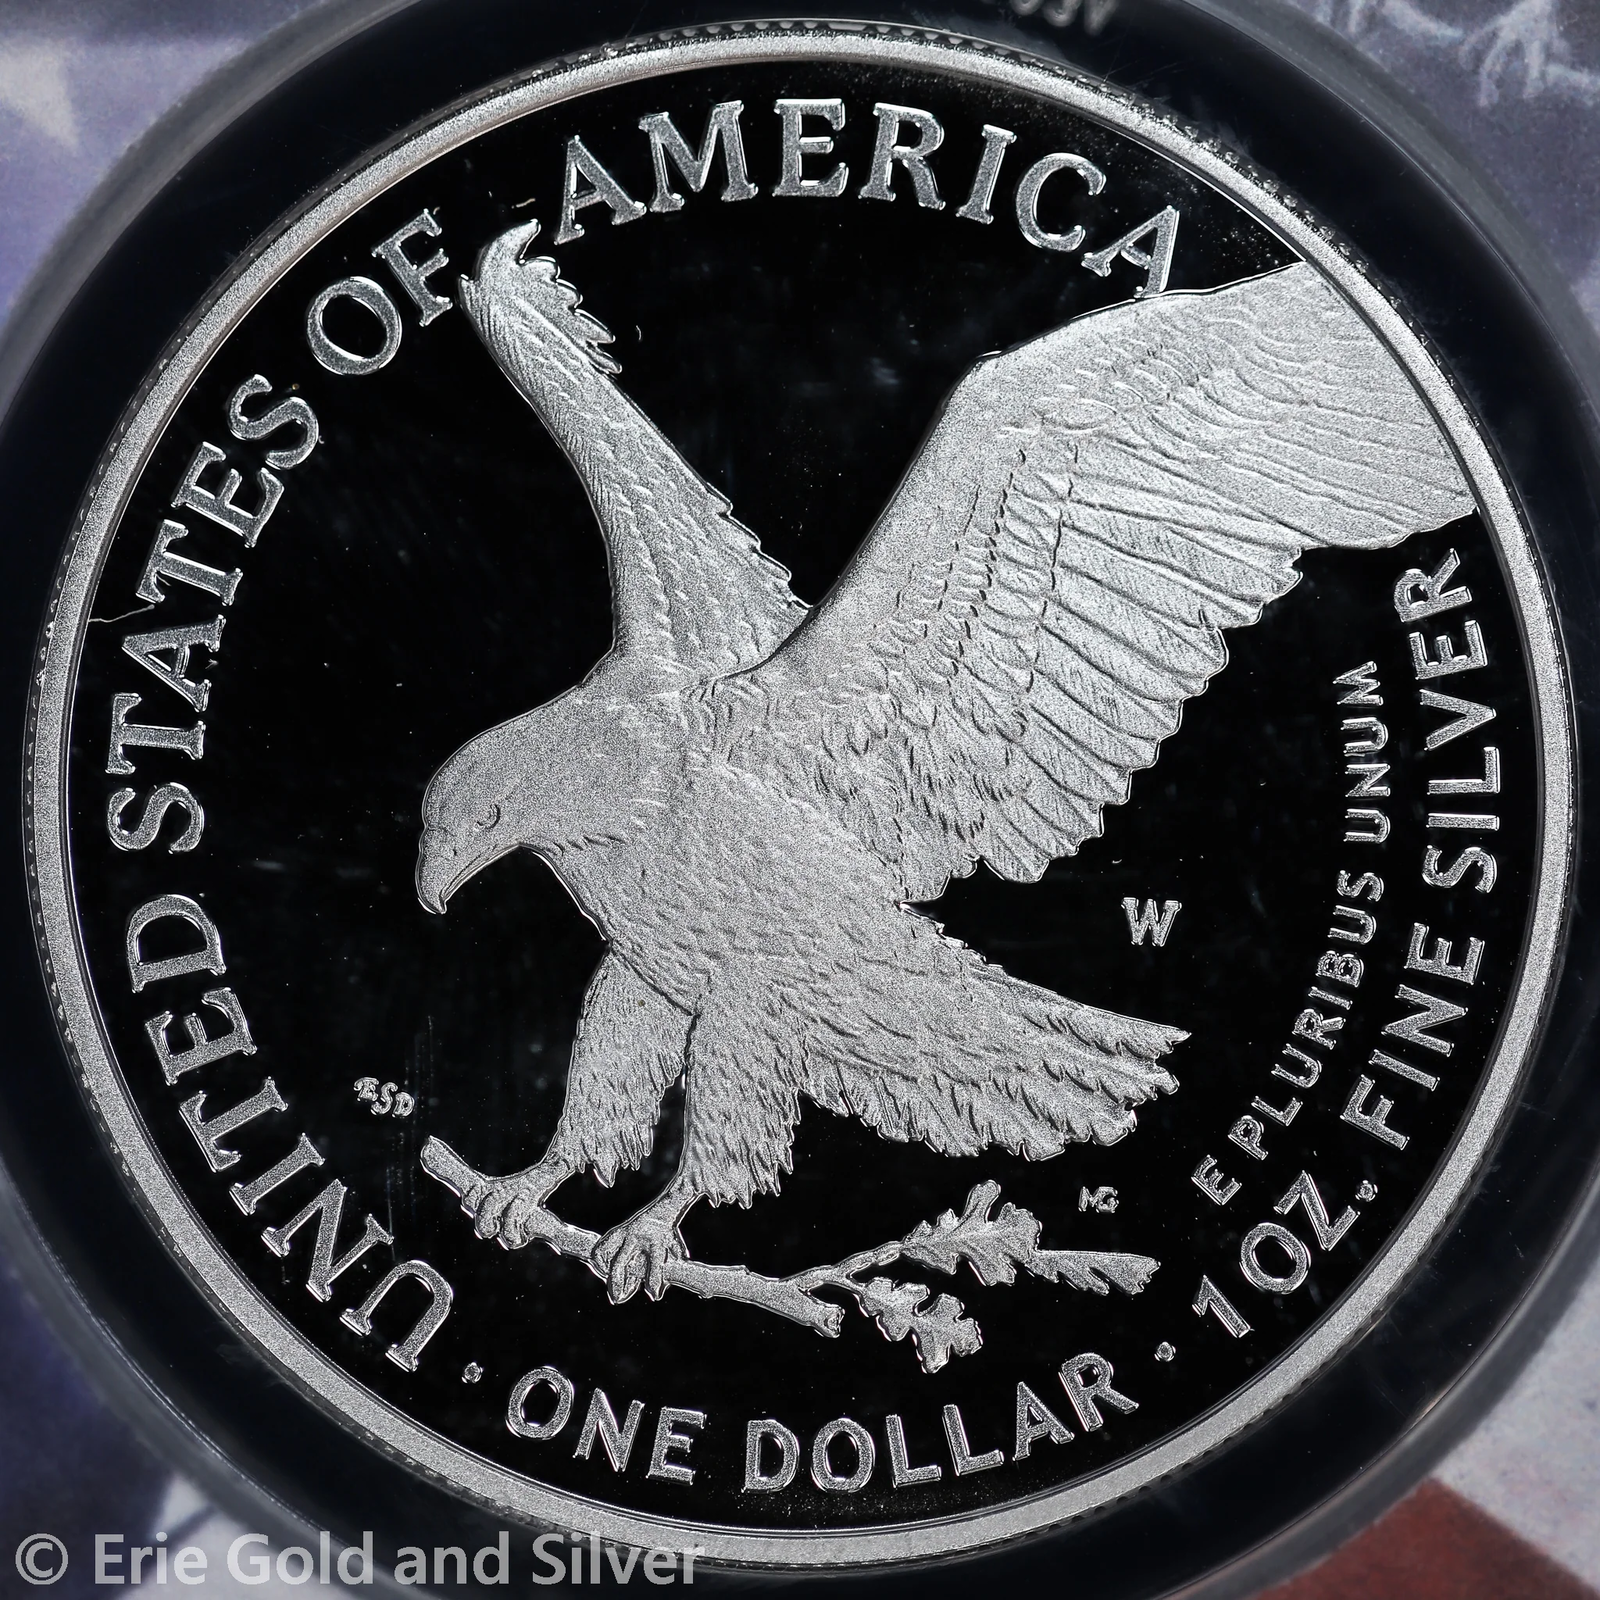 UNITED STATES OF AMERICA
E PLURIBUS UNUM
1 OZ. FINE SILVER
• ONE DOLLAR •
W
ESD
MG
© Erie Gold and Silver